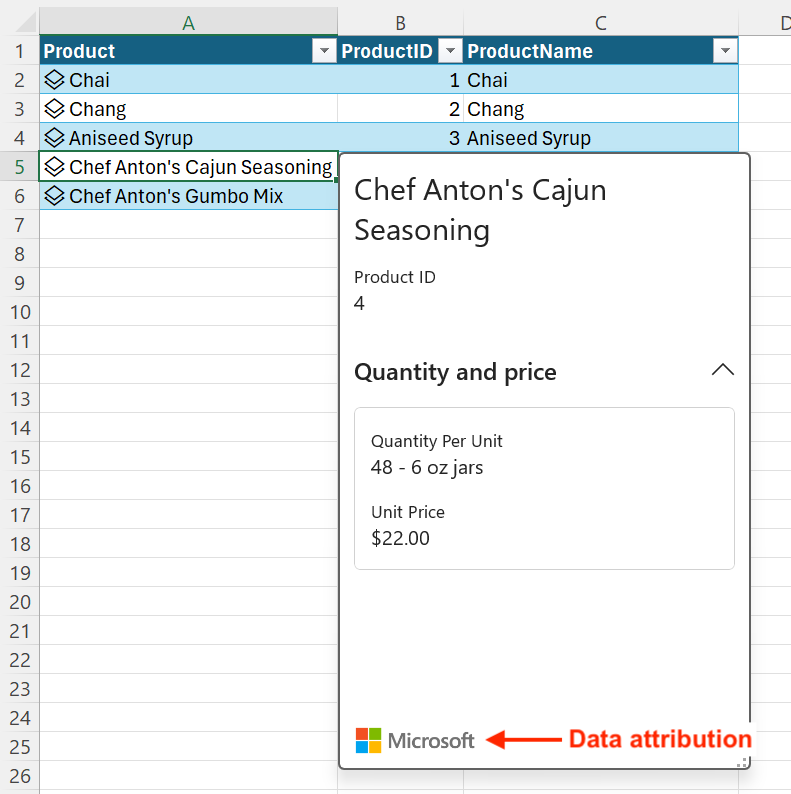 A B C D
1 Product ProductID ProductName
2 Chai 1 Chai
3 Chang 2 Chang
4 Aniseed Syrup 3 Aniseed Syrup
5 Chef Anton's Cajun Seasoning
6 Chef Anton's Gumbo Mix
7
8
9
10
11
12
13
14
15
16
17
18
19
20
21
22
23
24
25
26
Chef Anton's Cajun
Seasoning
Product ID
4
Quantity and price
Quantity Per Unit
48 - 6 oz jars
Unit Price
$22.00
Microsoft Data attribution